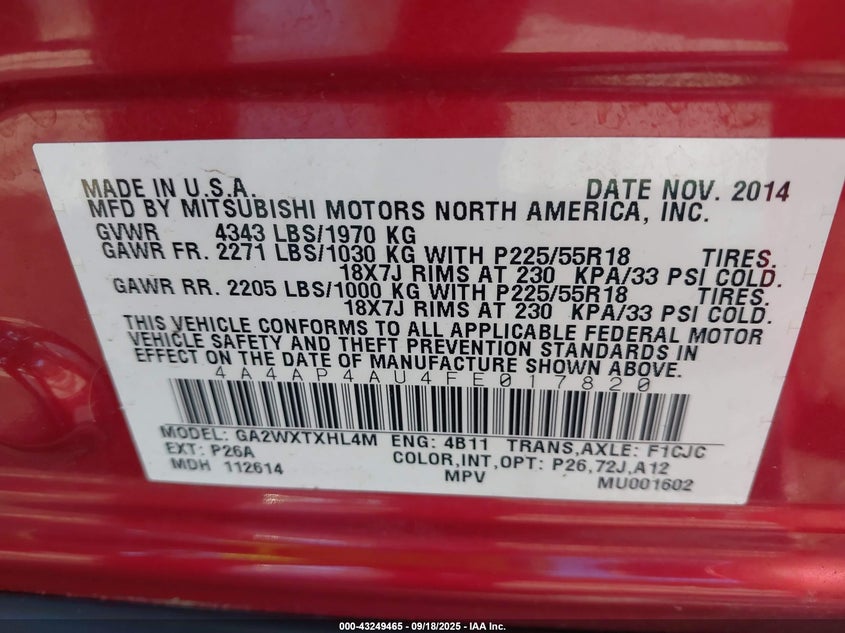 MADE IN U.S.A. DATE NOV. 2014
MFD BY MITSUBISHI MOTORS NORTH AMERICA, INC.
GVWR 4343 LBS/1970 KG
GAWR FR. 2271 LBS/1030 KG WITH P225/55R18 TIRES.
18X7J RIMS AT 230 KPA/33 PSI COLD.
GAWR RR. 2205 LBS/1000 KG WITH P225/55R18 TIRES.
18X7J RIMS AT 230 KPA/33 PSI COLD.
THIS VEHICLE CONFORMS TO ALL APPLICABLE FEDERAL MOTOR
VEHICLE SAFETY AND THEFT PREVENTION STANDARDS IN
EFFECT ON THE DATE OF MANUFACTURE SHOWN ABOVE.
4A4AP4AU4FE017820
MODEL: GA2WXTXHL4M ENG: 4B11 TRANS,AXLE: F1CJC
EXT: P26A COLOR,INT,OPT: P26,72J,A12
MDH 112614 MPV MU001602
000-43249465 - 09/18/2025 - IAA Inc.